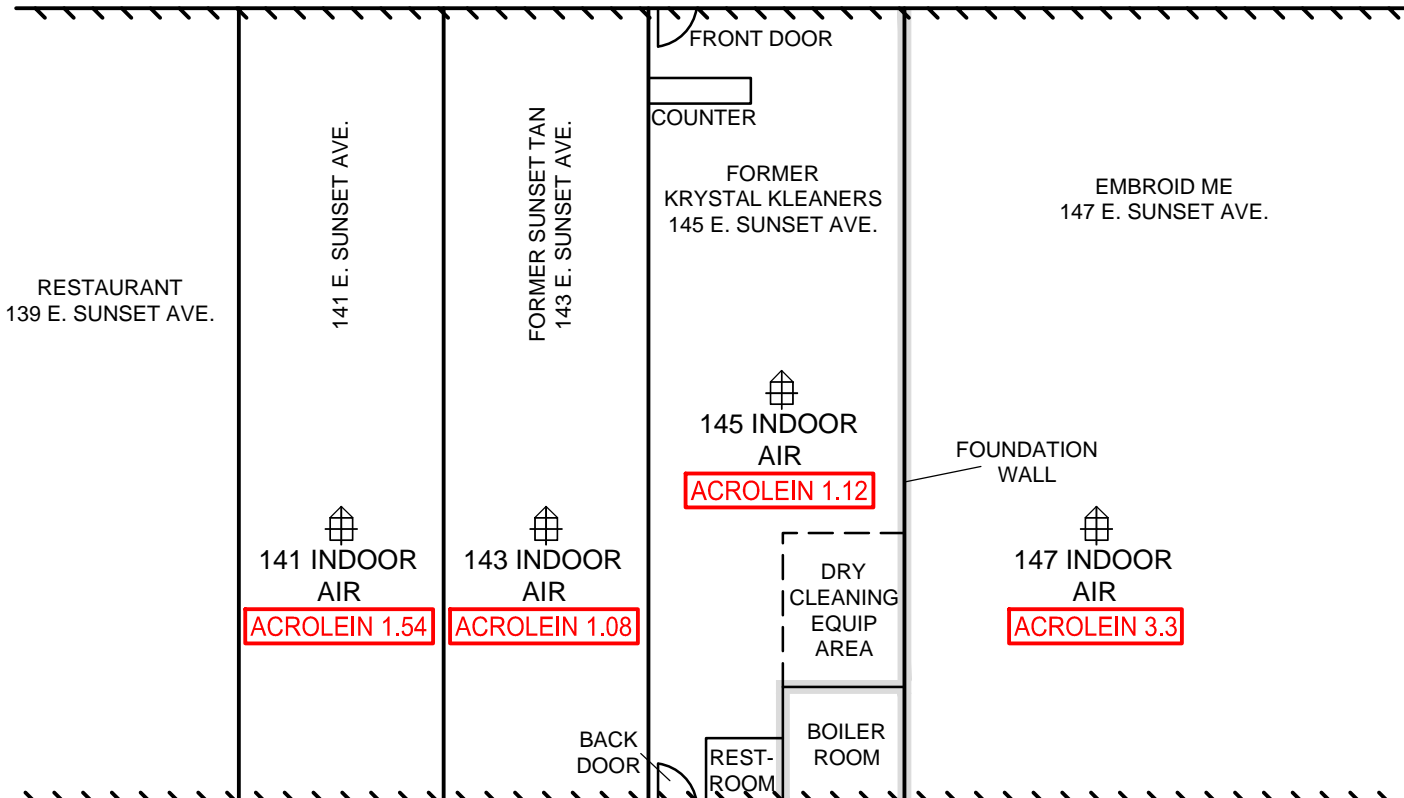 FRONT DOOR
COUNTER
FORMER
KRYSTAL KLEANERS
145 E. SUNSET AVE.
EMBROID ME
147 E. SUNSET AVE.
141 E. SUNSET AVE.
FORMER SUNSET TAN
143 E. SUNSET AVE.
RESTAURANT
139 E. SUNSET AVE.
145 INDOOR
AIR
ACROLEIN 1.12
FOUNDATION
WALL
141 INDOOR
AIR
ACROLEIN 1.54
143 INDOOR
AIR
ACROLEIN 1.08
DRY
CLEANING
EQUIP
AREA
147 INDOOR
AIR
ACROLEIN 3.3
BACK
DOOR
REST-
ROOM
BOILER
ROOM